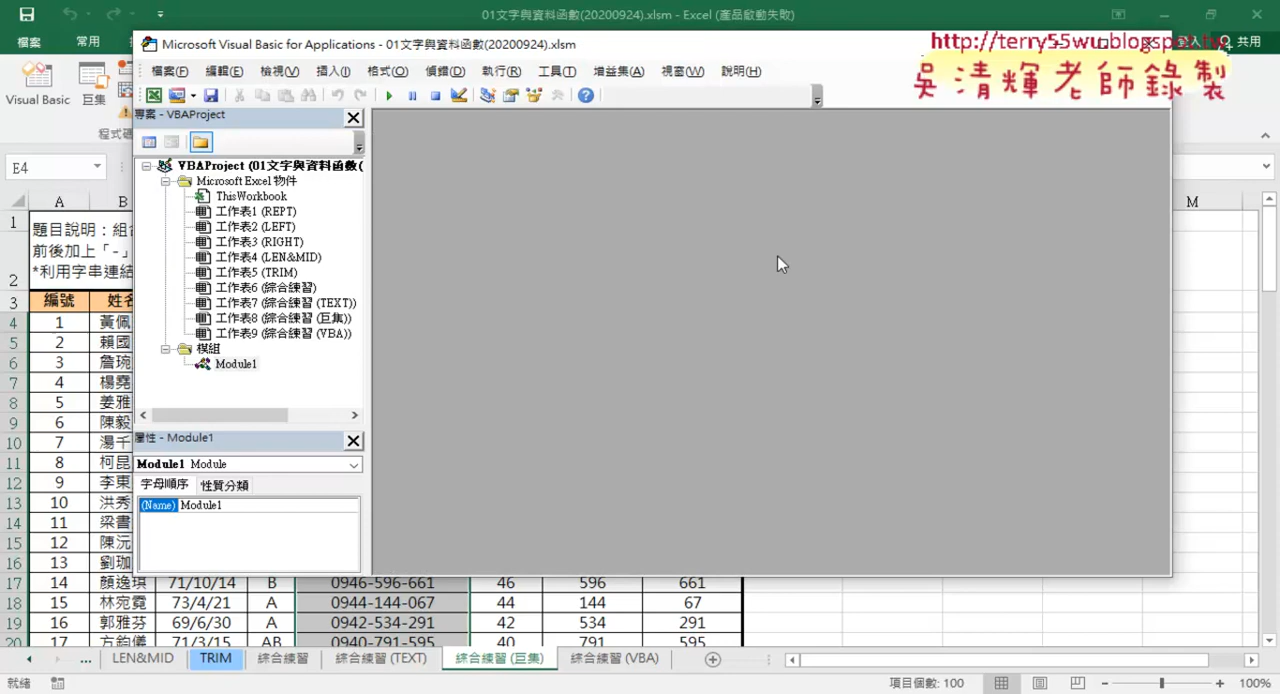 01文字與資料函數(20200924).xlsm - Excel (產品啟動失敗)
檔案
常用
登入
共用
Visual Basic
巨集
Microsoft Visual Basic for Applications - 01文字與資料函數(20200924).xlsm
http://terry55wu.blogspot.tw
吳清輝老師錄製
檔案(F) 編輯(E) 檢視(V) 插入(I) 格式(O) 偵錯(D) 執行(R) 工具(T) 增益集(A) 視窗(W) 說明(H)
專案 - VBAProject
VBAProject (01文字與資料函數(
Microsoft Excel 物件
ThisWorkbook
工作表1 (REPT)
工作表2 (LEFT)
工作表3 (RIGHT)
工作表4 (LEN&MID)
工作表5 (TRIM)
工作表6 (綜合練習)
工作表7 (綜合練習 (TEXT))
工作表8 (綜合練習 (巨集))
工作表9 (綜合練習 (VBA))
模組
Module1
屬性 - Module1
Module1 Module
字母順序 性質分類
(Name) Module1
E4
A B M
1 題目說明：組
前後加上「-」
2 *利用字串連結
3 編號 姓名
4 1 黃佩
5 2 賴國
6 3 詹琬
7 4 楊堯
8 5 姜雅
9 6 陳毅
10 7 湯千
11 8 柯昆
12 9 李東
13 10 洪秀
14 11 梁書
15 12 陳沅
16 13 劉珈
17 14 顏逸琪 71/10/14 B 0946-596-661 46 596 661
18 15 林宛霓 73/4/21 A 0944-144-067 44 144 67
19 16 郭雅芬 69/6/30 A 0942-534-291 42 534 291
20 17 方鈞儀 71/3/15 AB 0940-791-595 40 791 595
... LEN&MID TRIM 綜合練習 綜合練習 (TEXT) 綜合練習 (巨集) 綜合練習 (VBA)
就緒 項目個數: 100 100%